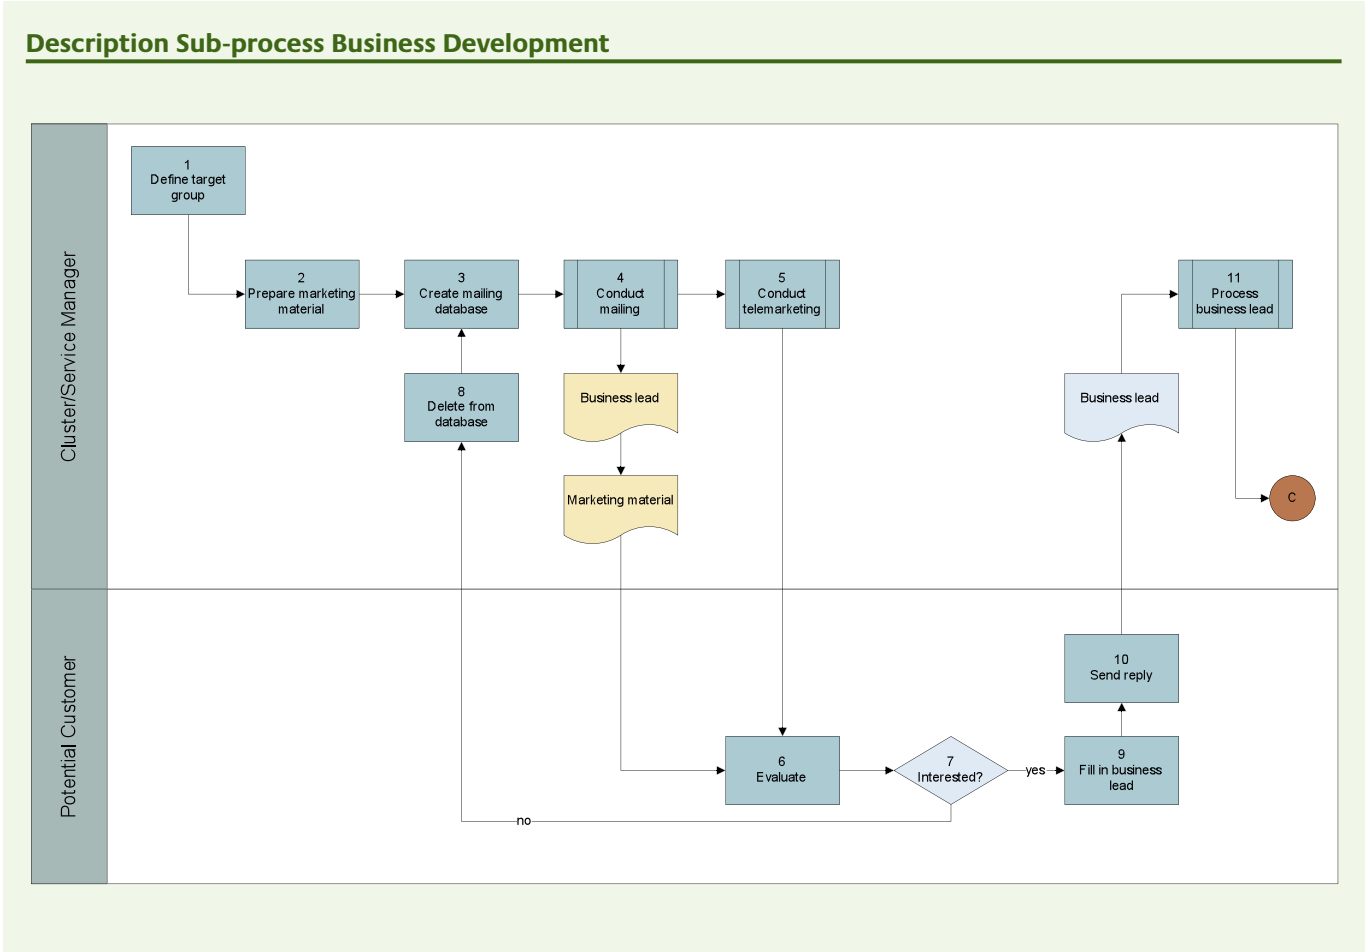 Description Sub-process Business Development
Cluster/Service Manager
1
Define target
group
2
Prepare marketing
material
3
Create mailing
database
4
Conduct
mailing
5
Conduct
telemarketing
11
Process
business lead
8
Delete from
database
Business lead
Business lead
Marketing material
C
Potential Customer
10
Send reply
6
Evaluate
7
Interested?
yes
9
Fill in business
lead
no